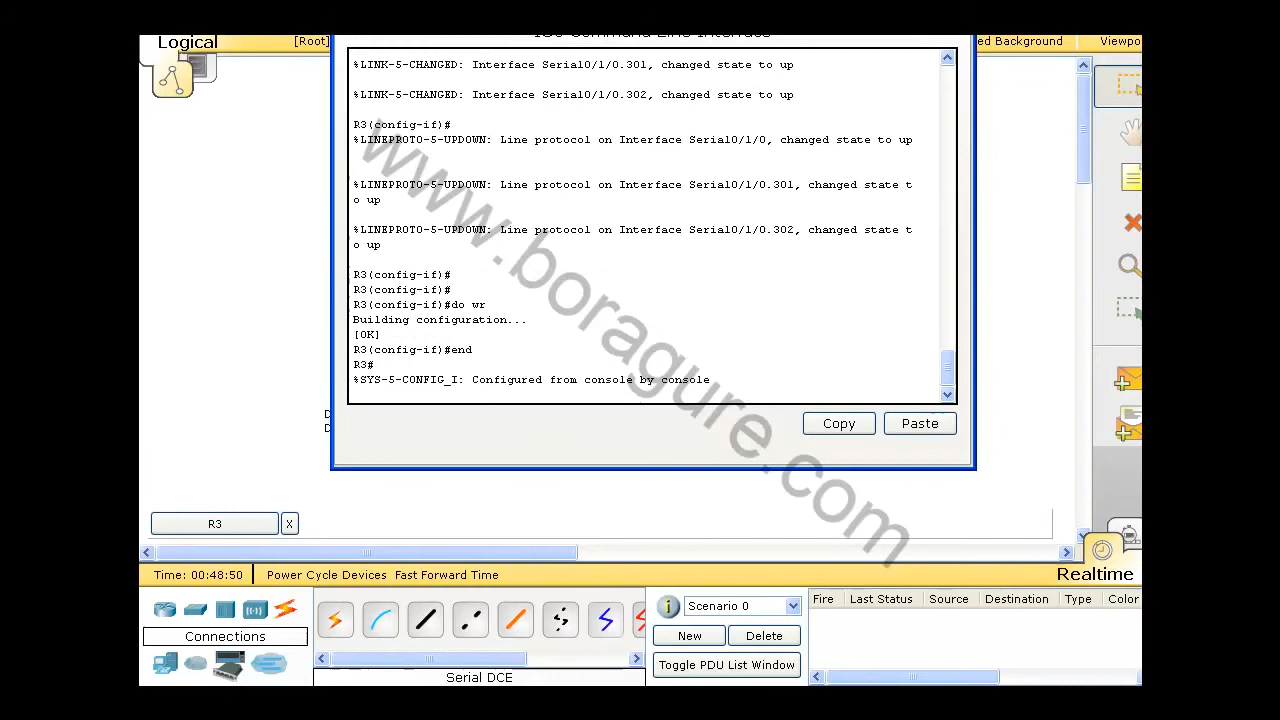 Logical
[Root]
IOS Command Line Interface
ed Background
Viewpo
%LINK-5-CHANGED: Interface Serial0/1/0.301, changed state to up
%LINK-5-CHANGED: Interface Serial0/1/0.302, changed state to up
R3(config-if)#
%LINEPROTO-5-UPDOWN: Line protocol on Interface Serial0/1/0, changed state to up
%LINEPROTO-5-UPDOWN: Line protocol on Interface Serial0/1/0.301, changed state t
o up
%LINEPROTO-5-UPDOWN: Line protocol on Interface Serial0/1/0.302, changed state t
o up
R3(config-if)#
R3(config-if)#
R3(config-if)#do wr
Building configuration...
[OK]
R3(config-if)#end
R3#
%SYS-5-CONFIG_I: Configured from console by console
D
D
Copy
Paste
www.boragure.com
R3
X
Time: 00:48:50
Power Cycle Devices Fast Forward Time
Realtime
Connections
Serial DCE
i
Scenario 0
New
Delete
Toggle PDU List Window
Fire
Last Status
Source
Destination
Type
Color